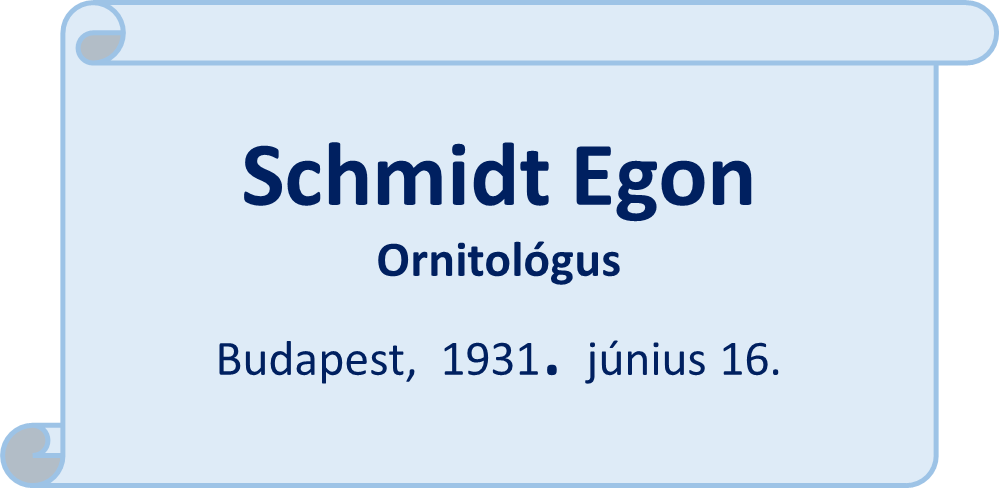 Schmidt Egon
Ornitológus
Budapest, 1931. június 16.